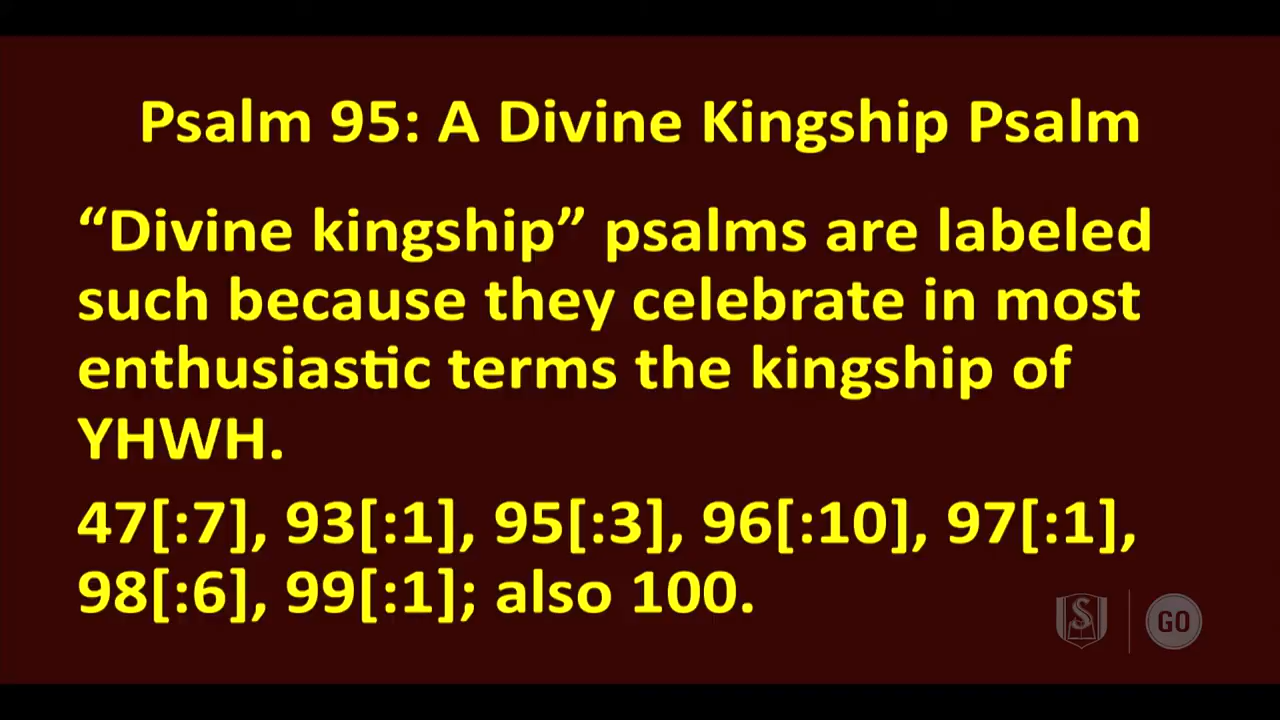 Psalm 95: A Divine Kingship Psalm
“Divine kingship” psalms are labeled
such because they celebrate in most
enthusiastic terms the kingship of
YHWH.
47[:7], 93[:1], 95[:3], 96[:10], 97[:1],
98[:6], 99[:1]; also 100.
S
GO